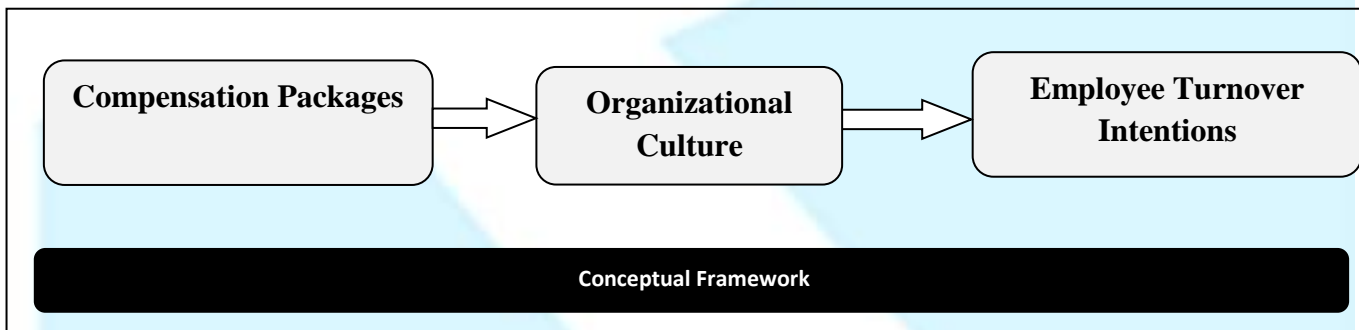 Compensation Packages
Organizational
Culture
Employee Turnover
Intentions
Conceptual Framework